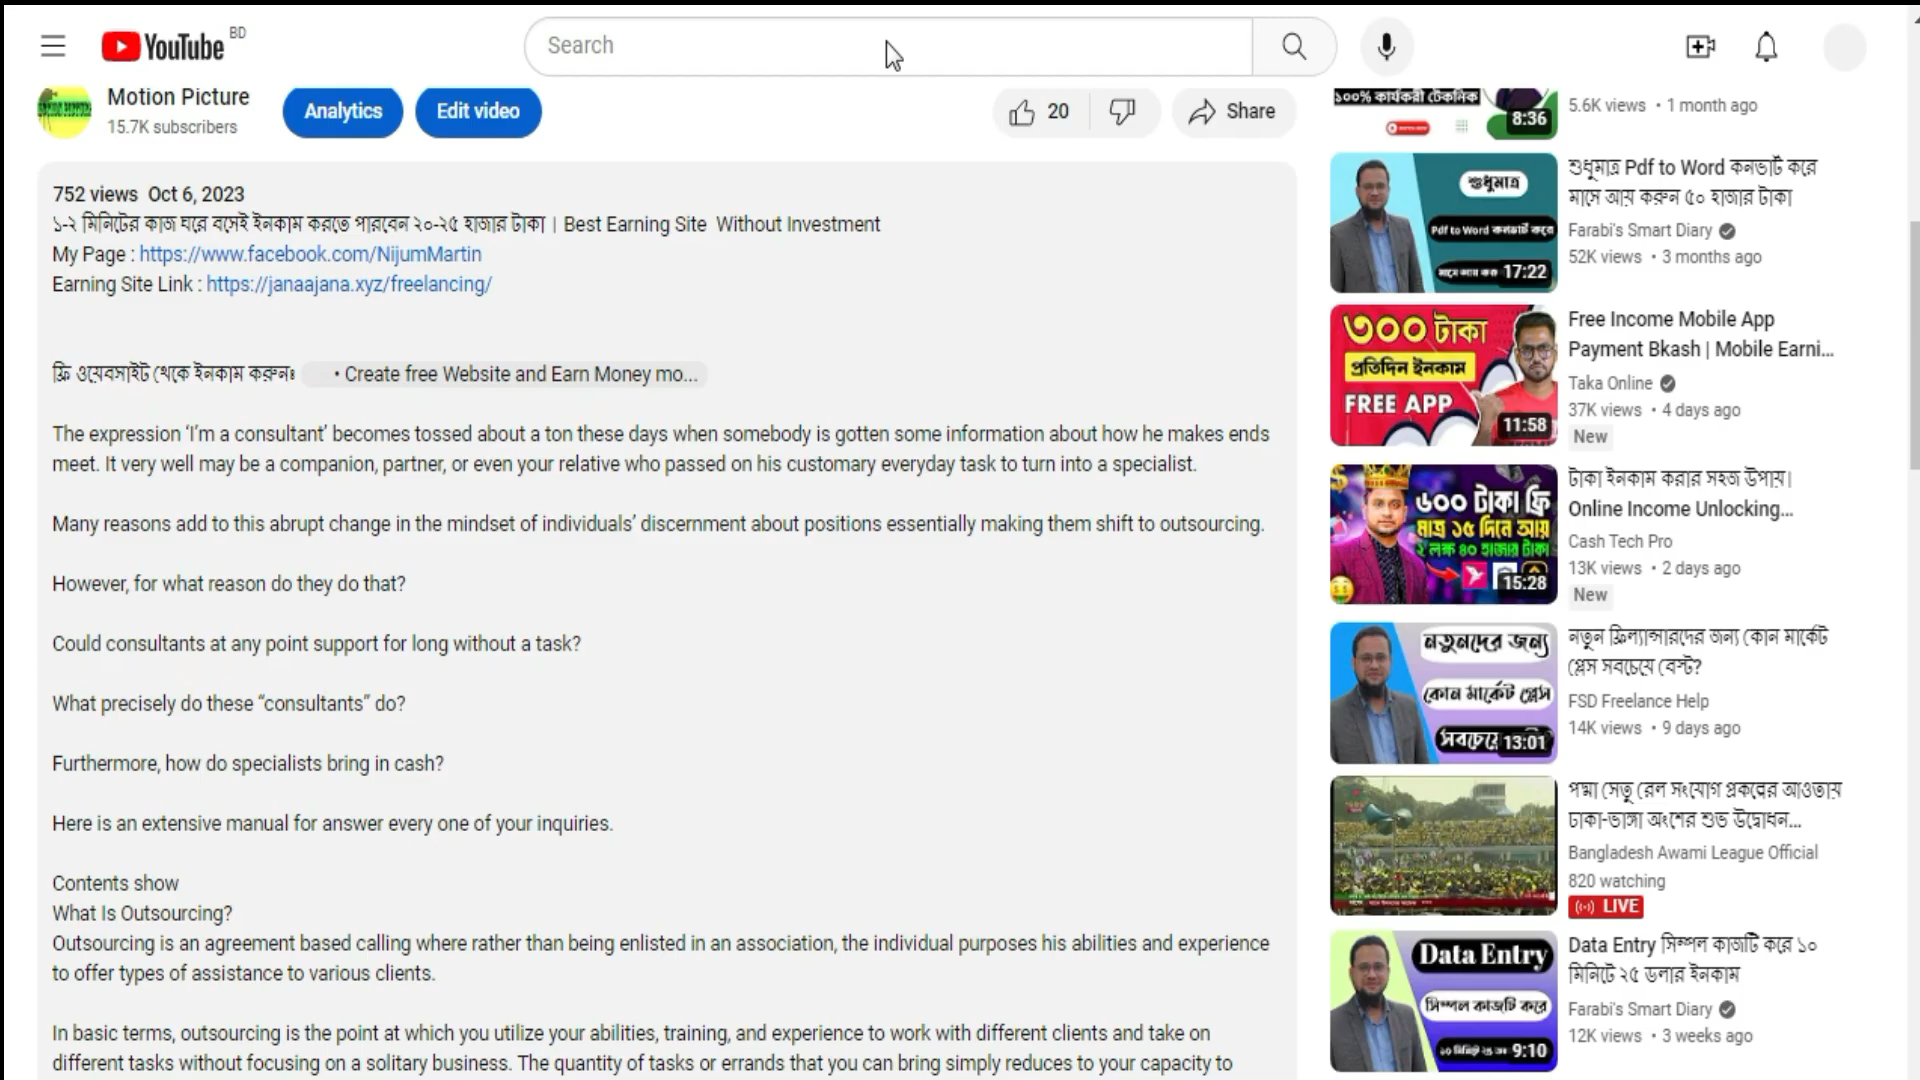 YouTube BD
Search
Motion Picture
15.7K subscribers
Analytics
Edit video
20
Share
752 views Oct 6, 2023
১-২ মিনিটের কাজ ঘরে বসেই ইনকাম করতে পারবেন ২০-২৫ হাজার টাকা | Best Earning Site Without Investment
My Page : https://www.facebook.com/NijumMartin
Earning Site Link : https://janaajana.xyz/freelancing/
ফ্রি ওয়েবসাইট থেকে ইনকাম করুনঃ • Create free Website and Earn Money mo...
The expression ‘I’m a consultant’ becomes tossed about a ton these days when somebody is gotten some information about how he makes ends
meet. It very well may be a companion, partner, or even your relative who passed on his customary everyday task to turn into a specialist.
Many reasons add to this abrupt change in the mindset of individuals’ discernment about positions essentially making them shift to outsourcing.
However, for what reason do they do that?
Could consultants at any point support for long without a task?
What precisely do these “consultants” do?
Furthermore, how do specialists bring in cash?
Here is an extensive manual for answer every one of your inquiries.
Contents show
What Is Outsourcing?
Outsourcing is an agreement based calling where rather than being enlisted in an association, the individual purposes his abilities and experience
to offer types of assistance to various clients.
In basic terms, outsourcing is the point at which you utilize your abilities, training, and experience to work with different clients and take on
different tasks without focusing on a solitary business. The quantity of tasks or errands that you can bring simply reduces to your capacity to
১০০% কার্যকরী টেকনিক
8:36
5.6K views • 1 month ago
শুধুমাত্র
Pdf to Word কনভার্ট করে
17:22
শুধুমাত্র Pdf to Word কনভার্ট করে
মাসে আয় করুন ৫০ হাজার টাকা
Farabi's Smart Diary
52K views • 3 months ago
৩০০ টাকা
প্রতিদিন ইনকাম
FREE APP
11:58
Free Income Mobile App
Payment Bkash | Mobile Earni...
Taka Online
37K views • 4 days ago
New
৬০০ টাকা ফ্রি
মাত্র ১৫ দিনে আয়
২ লক্ষ ৪০ হাজার টাকা
15:28
টাকা ইনকাম করার সহজ উপায়|
Online Income Unlocking...
Cash Tech Pro
13K views • 2 days ago
New
নতুনদের জন্য
কোন মার্কেট প্লেস
সবচেয়ে 13:01
নতুন ফ্রিল্যান্সারদের জন্য কোন মার্কেট
প্লেস সবচেয়ে বেস্ট?
FSD Freelance Help
14K views • 9 days ago
পদ্মা সেতু রেল সংযোগ প্রকল্পের আওতায়
ঢাকা-ভাঙ্গা অংশের শুভ উদ্বোধন...
Bangladesh Awami League Official
820 watching
LIVE
Data Entry
সিম্পল কাজটি করে
9:10
Data Entry সিম্পল কাজটি করে ১০
মিনিটে ২৫ ডলার ইনকাম
Farabi's Smart Diary
12K views • 3 weeks ago